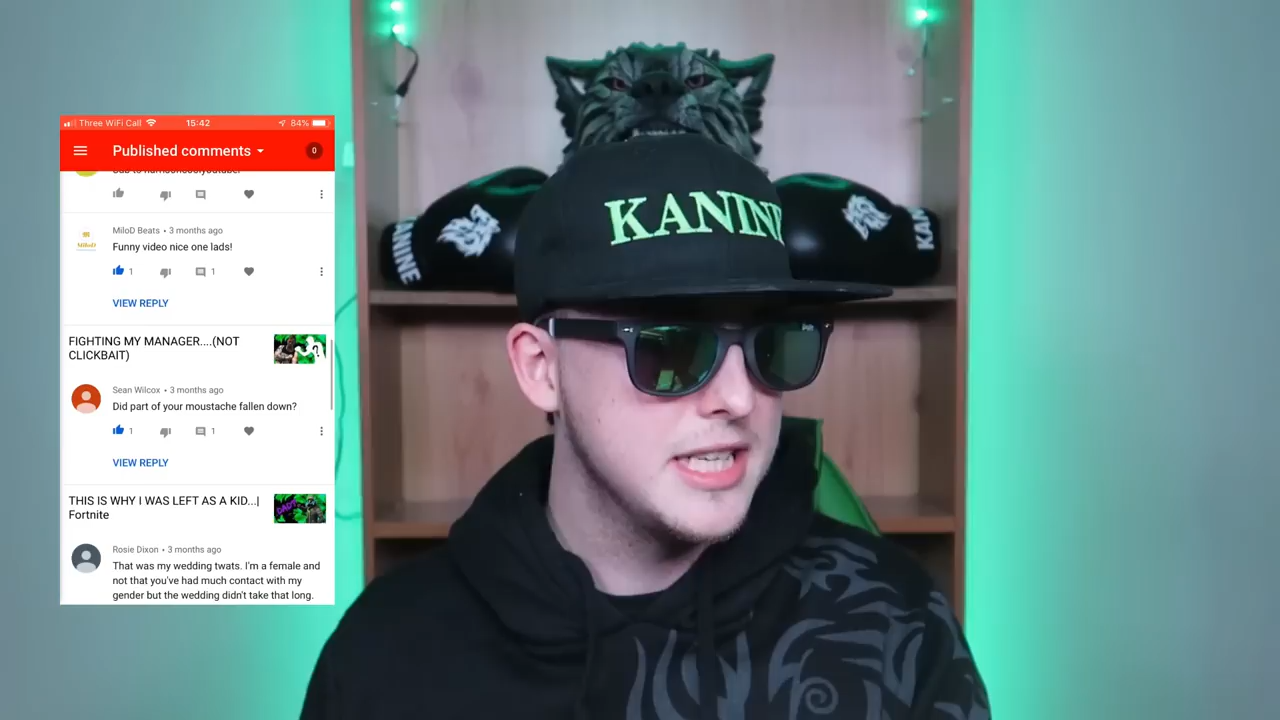 Three WiFi Call
15:42
84%
Published comments
0
MiloD Beats • 3 months ago
Funny video nice one lads!
1
1
VIEW REPLY
FIGHTING MY MANAGER....(NOT
CLICKBAIT)
Sean Wilcox • 3 months ago
Did part of your moustache fallen down?
1
1
VIEW REPLY
THIS IS WHY I WAS LEFT AS A KID...|
Fortnite
Rosie Dixon • 3 months ago
That was my wedding twats. I'm a female and
not that you've had much contact with my
gender but the wedding didn't take that long.
KANINE
ANINE
KAN